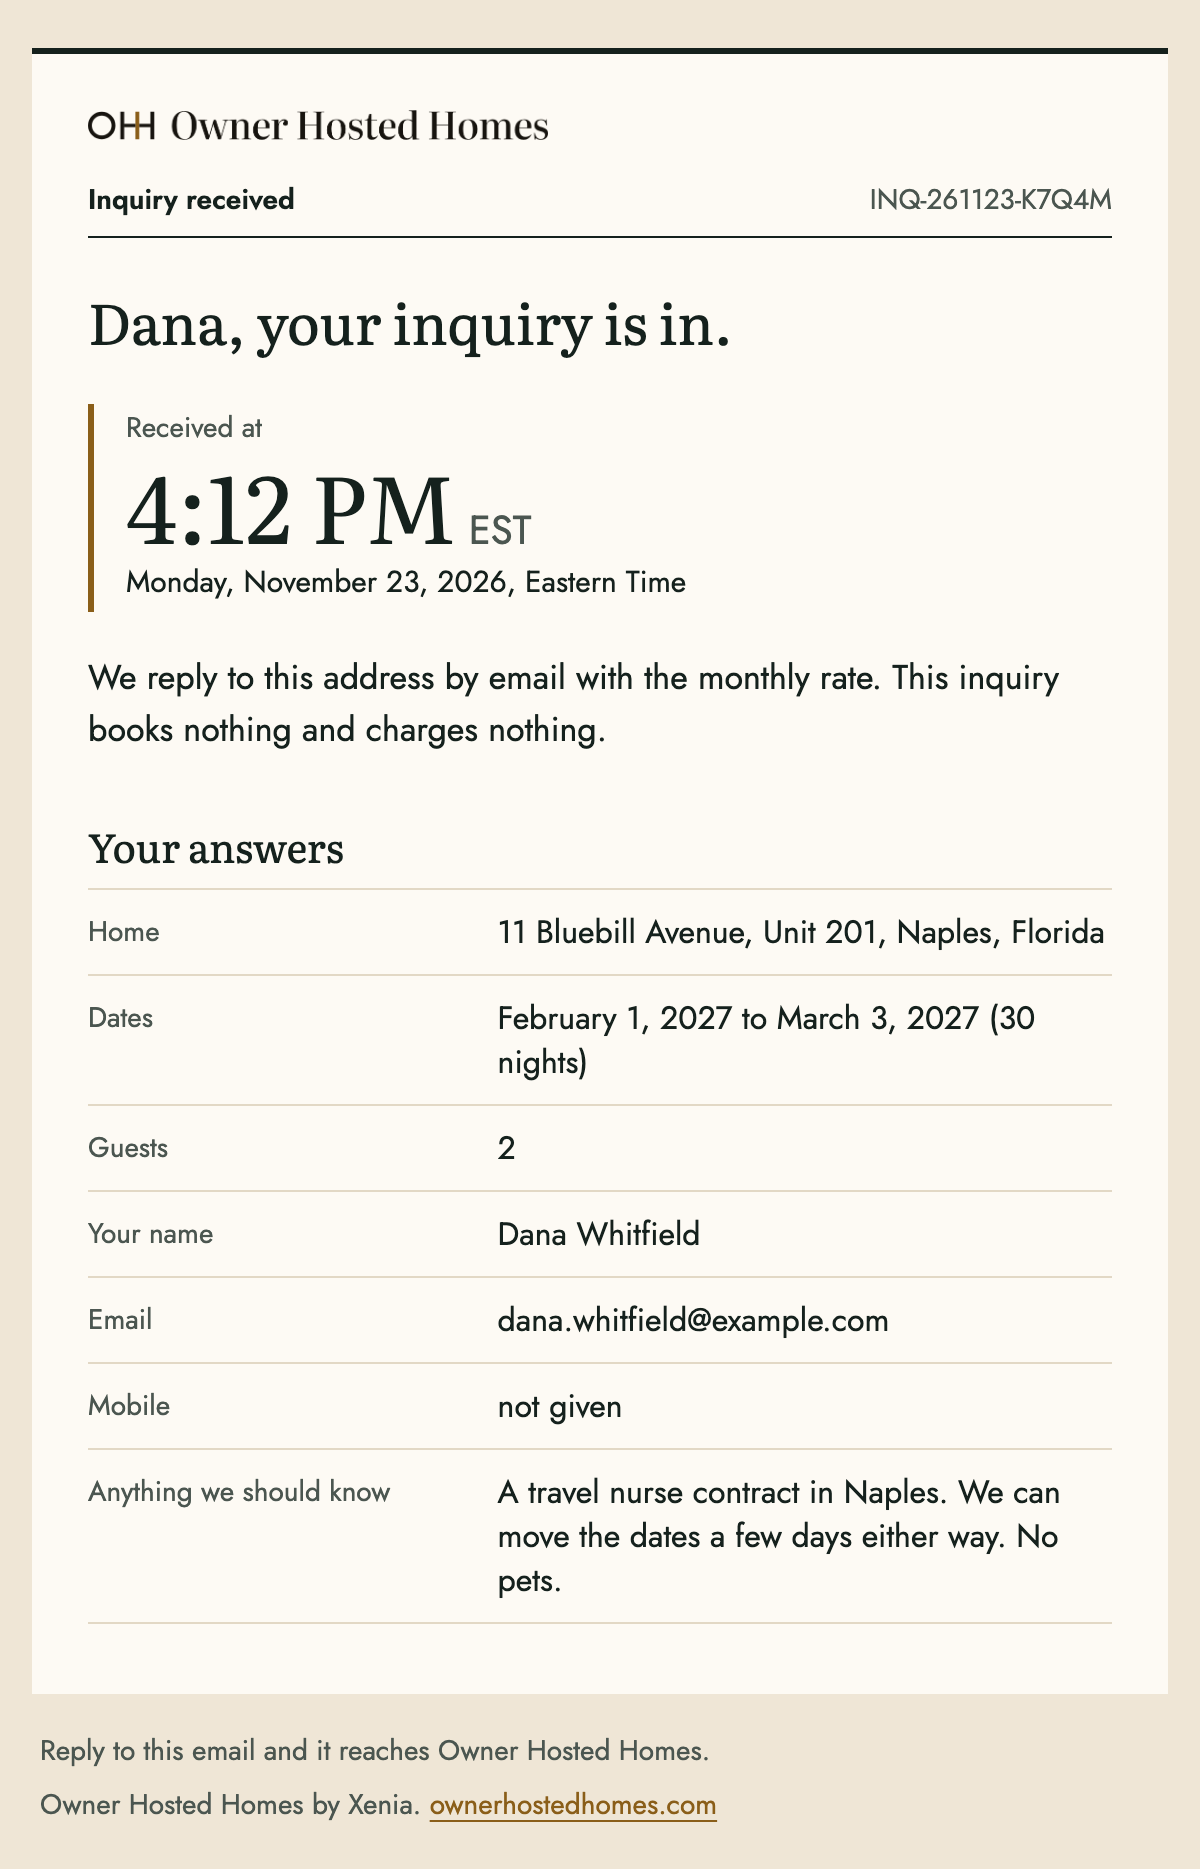 OHH Owner Hosted Homes
Inquiry received INQ-261123-K7Q4M
Dana, your inquiry is in.
Received at
4:12 PM EST
Monday, November 23, 2026, Eastern Time
We reply to this address by email with the monthly rate. This inquiry
books nothing and charges nothing.
Your answers
Home 11 Bluebill Avenue, Unit 201, Naples, Florida
Dates February 1, 2027 to March 3, 2027 (30
nights)
Guests 2
Your name Dana Whitfield
Email dana.whitfield@example.com
Mobile not given
Anything we should know A travel nurse contract in Naples. We can
move the dates a few days either way. No
pets.
Reply to this email and it reaches Owner Hosted Homes.
Owner Hosted Homes by Xenia. ownerhostedhomes.com